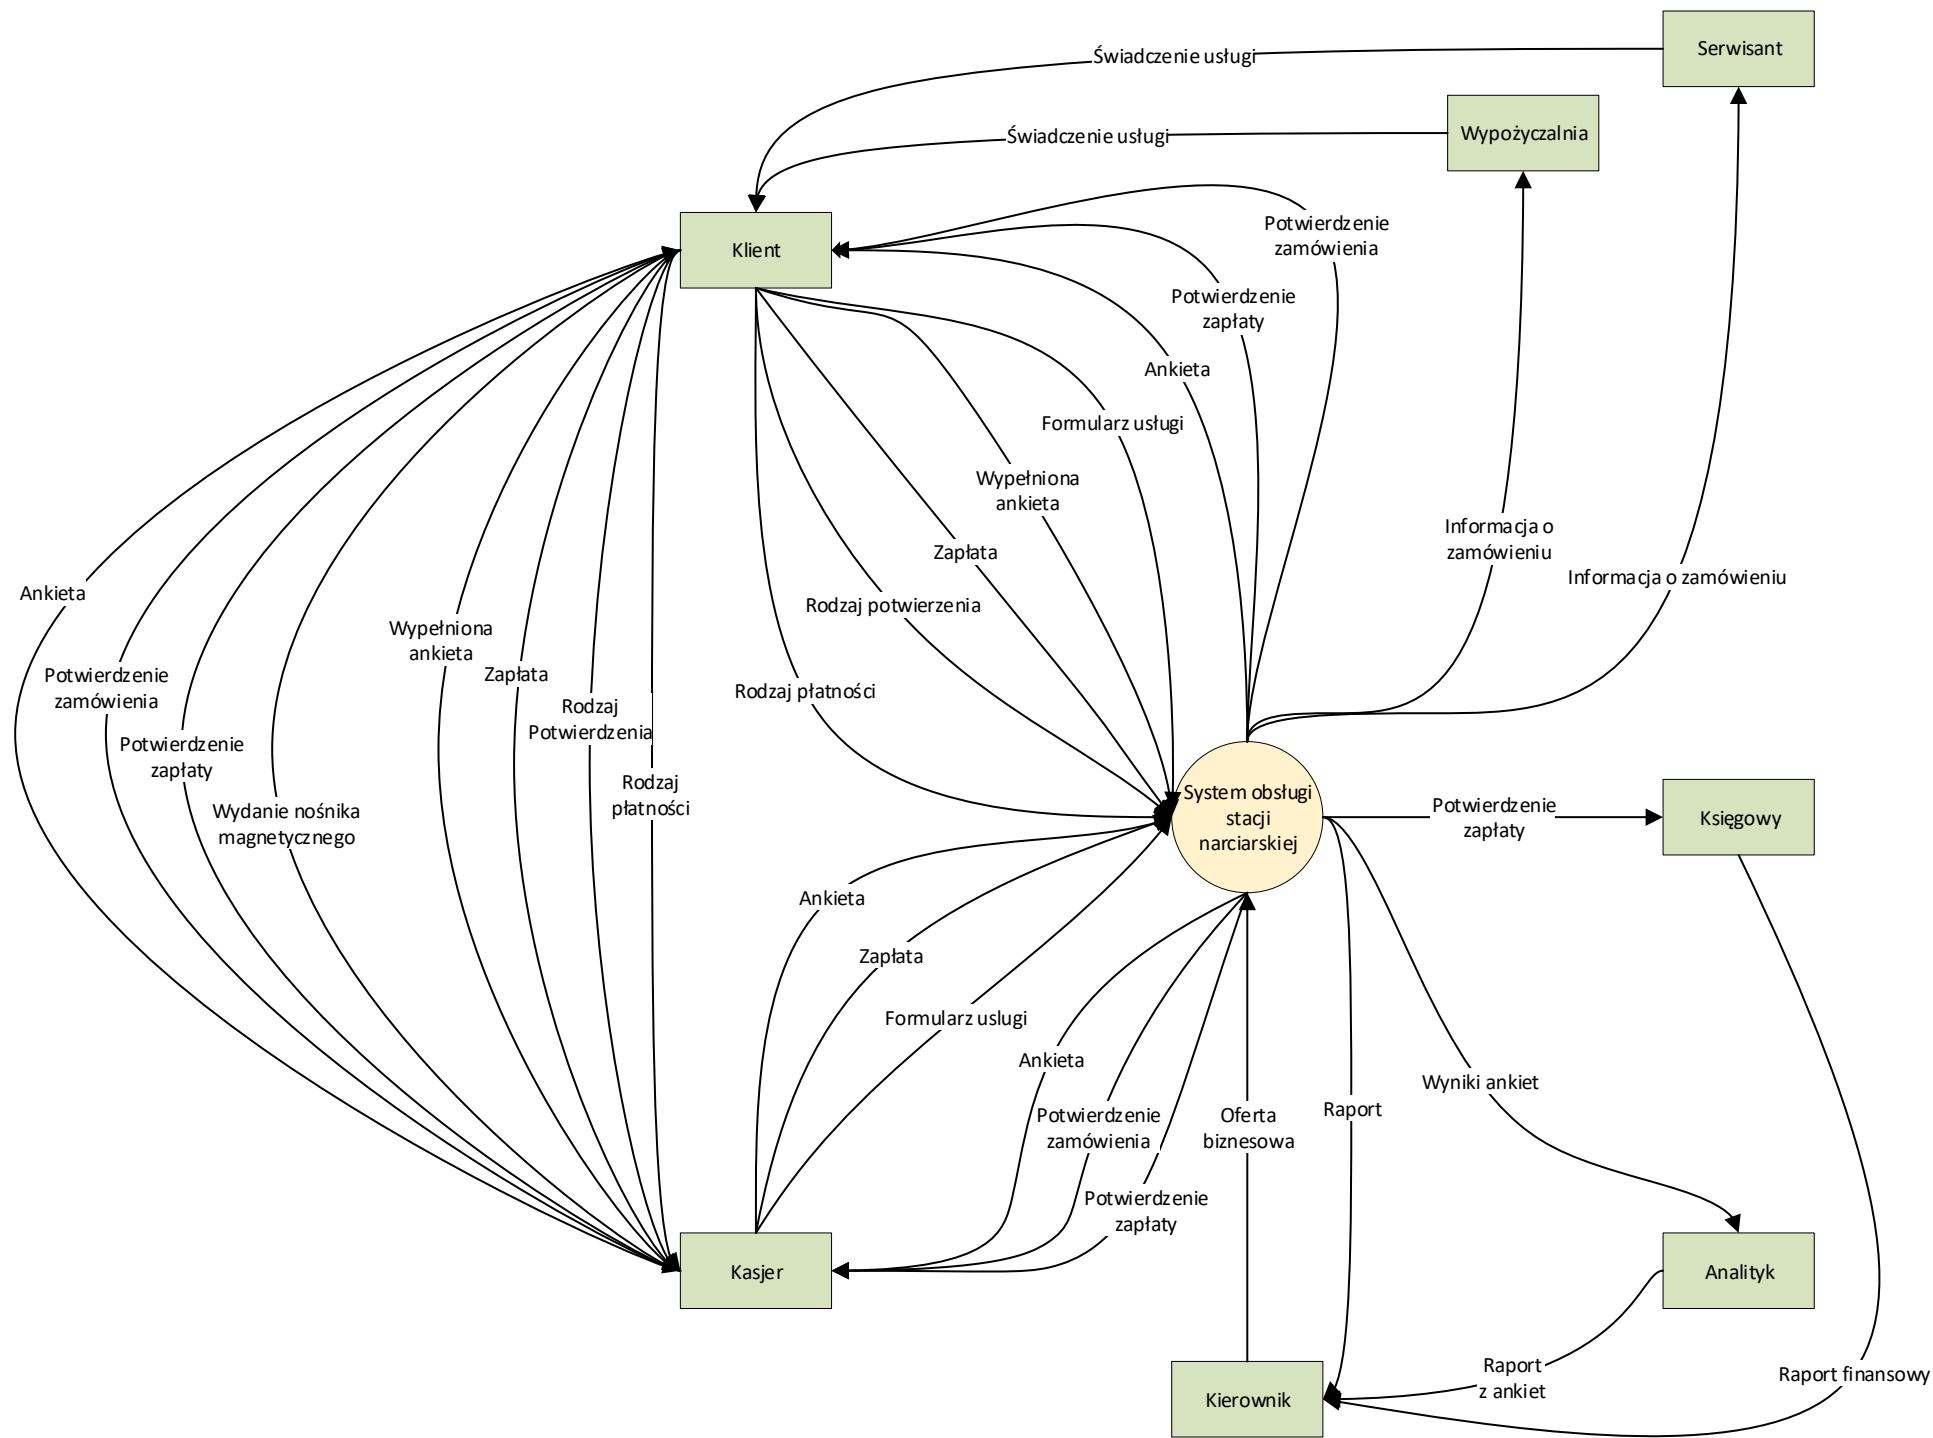 Serwisant
Świadczenie usługi
Wypożyczalnia
Świadczenie usługi
Klient
Potwierdzenie
zamówienia
Potwierdzenie
zapłaty
Ankieta
Formularz usługi
Wypełniona
ankieta
Zapłata
Rodzaj potwierzenia
Rodzaj płatności
Informacja o
zamówieniu
Informacja o zamówieniu
Ankieta
Potwierdzenie
zamówienia
Potwierdzenie
zapłaty
Wydanie nośnika
magnetycznego
Wypełniona
ankieta
Zapłata
Rodzaj
Potwierdzenia
Rodzaj
płatności
System obsługi
stacji
narciarskiej
Potwierdzenie
zapłaty
Księgowy
Ankieta
Zapłata
Formularz uslugi
Ankieta
Potwierdzenie
zamówienia
Potwierdzenie
zapłaty
Oferta
biznesowa
Raport
Wyniki ankiet
Kasjer
Analityk
Raport
z ankiet
Raport finansowy
Kierownik